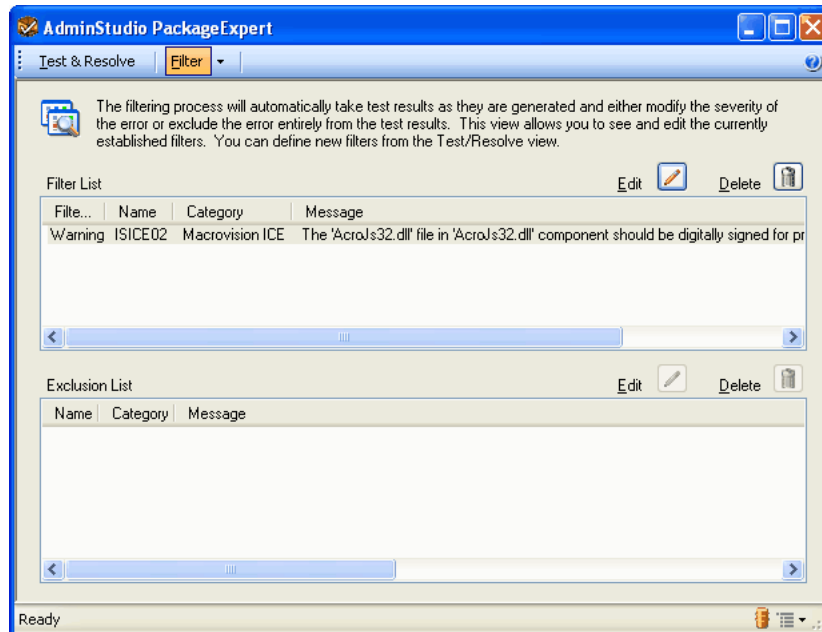 AdminStudio PackageExpert
Test & Resolve Filter
The filtering process will automatically take test results as they are generated and either modify the severity of
the error or exclude the error entirely from the test results. This view allows you to see and edit the currently
established filters. You can define new filters from the Test/Resolve view.
Filter List Edit Delete
Filte... Name Category Message
Warning ISICE02 Macrovision ICE The 'AcroJs32.dll' file in 'AcroJs32.dll' component should be digitally signed for pr
Exclusion List Edit Delete
Name Category Message
Ready